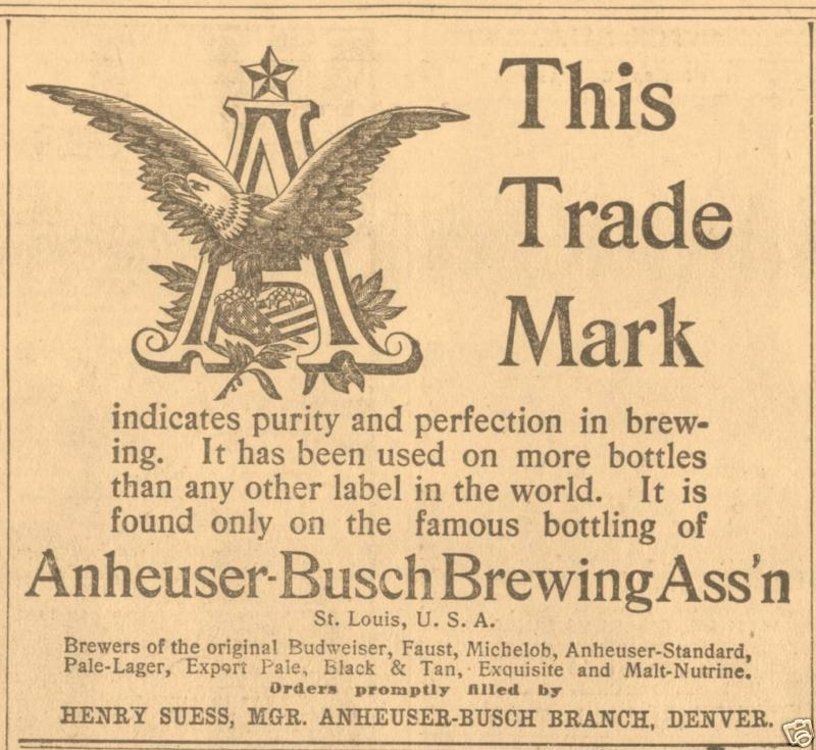 This
Trade
Mark
A
indicates purity and perfection in brew-
ing. It has been used on more bottles
than any other label in the world. It is
found only on the famous bottling of
Anheuser-Busch Brewing Ass'n
St. Louis, U. S. A.
Brewers of the original Budweiser, Faust, Michelob, Anheuser-Standard,
Pale-Lager, Export Pale, Black & Tan, Exquisite and Malt-Nutrine.
Orders promptly filled by
HENRY SUESS, MGR. ANHEUSER-BUSCH BRANCH, DENVER.